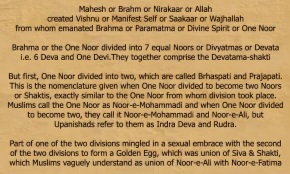 Mahesh or Brahm or Nirakaar or Allah
created Vishnu or Manifest Self or Saakaar or Wajhallah
from whom emanated Brahma or Paramatma or Divine Spirit or One Noor
Brahma or the One Noor divided into 7 equal Noors or Divyatmas or Devata
i.e. 6 Deva and One Devi.They together comprise the Devatama-shakti
But first, One Noor divided into two, which are called Brhaspati and Prajapati.
This is the nomenclature given when One Noor divided to become two Noors
or Shaktis, exactly similar to the One Noor from whom division took place.
Muslims call the One Noor as Noor-e-Mohammedi and when One Noor divided
to become two, they call it Noor-e-Mohammedi and Noor-e-Ali, but
Upanishads refer to them as Indra Deva and Rudra.
Part of one of the two divisions mingled in a sexual embrace with the second
of the two divisions to form a Golden Egg, which was union of Siva & Shakti,
which Muslims vaguely understand as union of Noor-e-Ali with Noor-e-Fatima